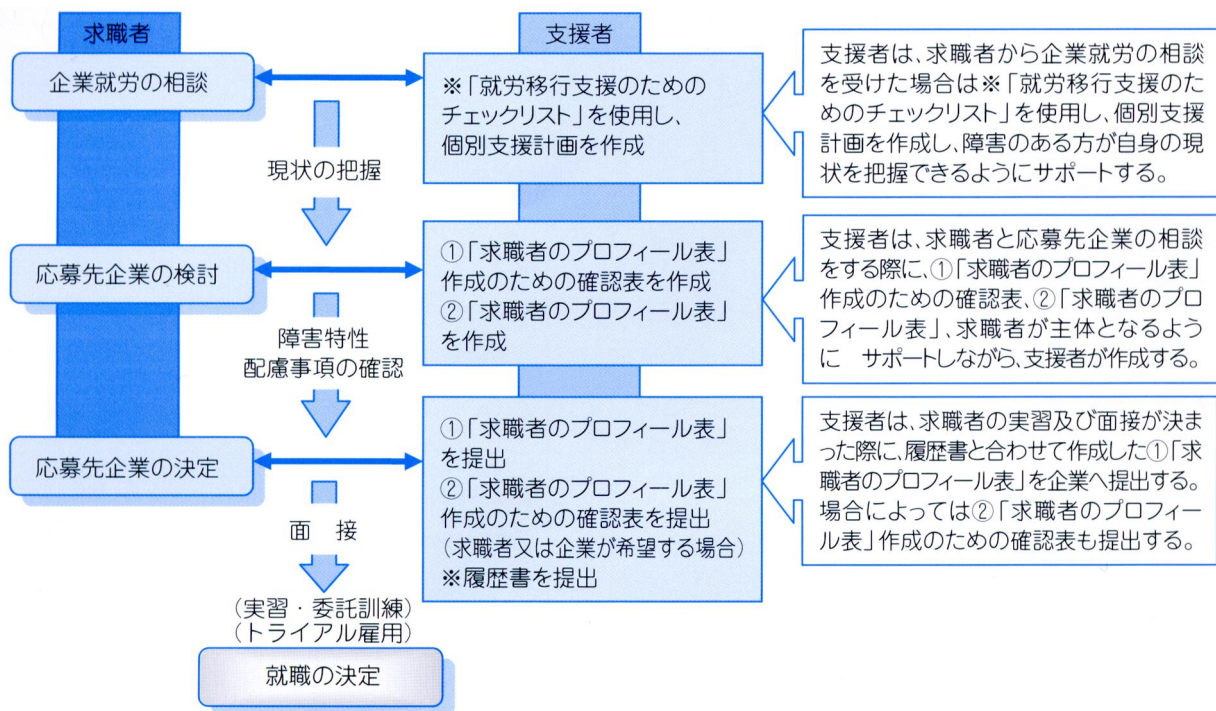 求職者
企業就労の相談
現状の把握
応募先企業の検討
障害特性
配慮事項の確認
応募先企業の決定
面　接
(実習・委託訓練)
(トライアル雇用)
就職の決定
支援者
※「就労移行支援のための
チェックリスト」を使用し、
個別支援計画を作成
①「求職者のプロフィール表」
作成のための確認表を作成
②「求職者のプロフィール表」
を作成
①「求職者のプロフィール表」
を提出
②「求職者のプロフィール表」
作成のための確認表を提出
(求職者又は企業が希望する場合)
※履歴書を提出
支援者は、求職者から企業就労の相談
を受けた場合は※「就労移行支援のた
めのチェックリスト」を使用し、個別支援
計画を作成し、障害のある方が自身の現
状を把握できるようにサポートする。
支援者は、求職者と応募先企業の相談
をする際に、①「求職者のプロフィール表」
作成のための確認表、②「求職者のプロ
フィール表」、求職者が主体となるよう
に　サポートしながら、支援者が作成する。
支援者は、求職者の実習及び面接が決ま
った際に、履歴書と合わせて作成した①「求
職者のプロフィール表」を企業へ提出する。
場合によっては②「求職者のプロフィー
ル表」作成のための確認表も提出する。